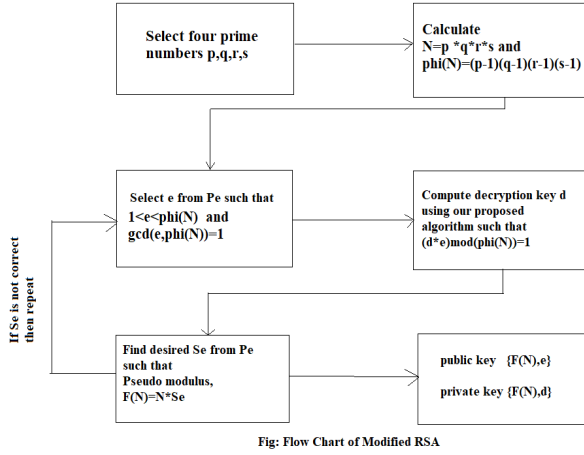 Select four prime
numbers p,q,r,s
Calculate
N=p *q*r*s and
phi(N)=(p-1)(q-1)(r-1)(s-1)
Select e from Pe such that
1<e<phi(N) and
gcd(e,phi(N))=1
Compute decryption key d
using our proposed
algorithm such that
(d*e)mod(phi(N))=1
If Se is not correct
then repeat
Find desired Se from Pe
such that
Pseudo modulus,
F(N)=N*Se
public key {F(N),e}
private key {F(N),d}
Fig: Flow Chart of Modified RSA